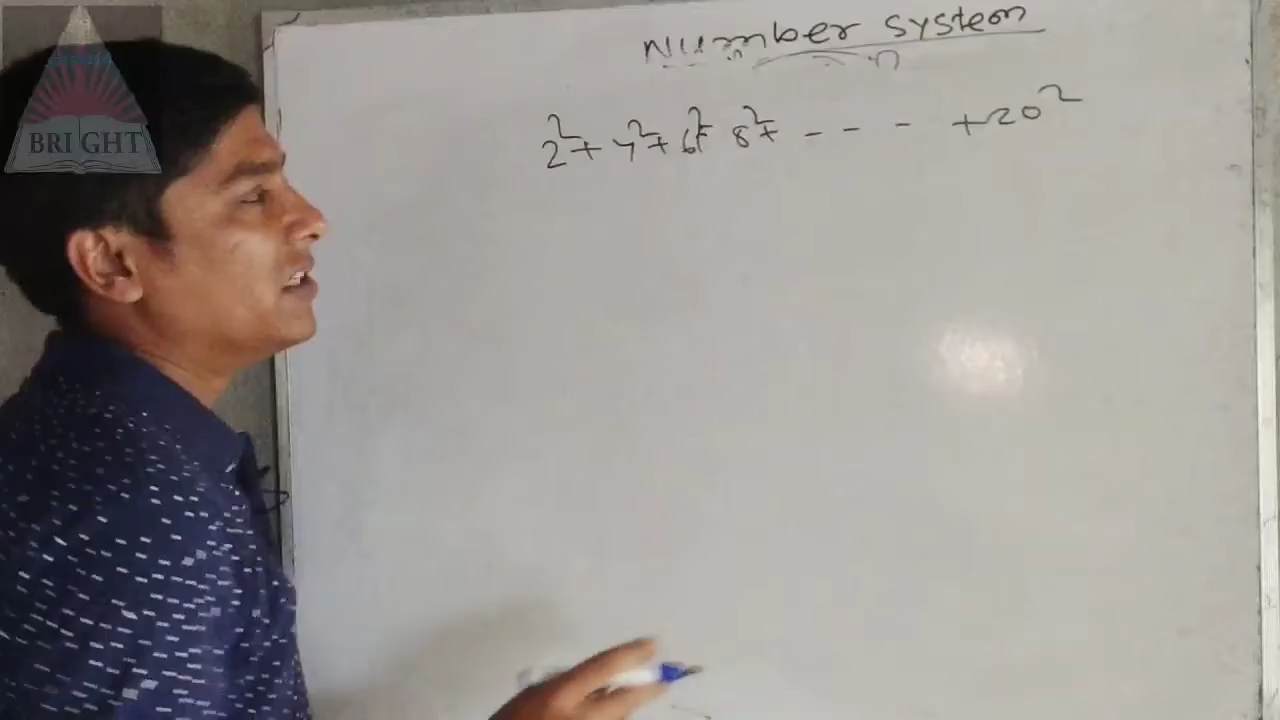 BRIGHT
Number system
2² + 4² + 6² + 8² + - - - + 20²